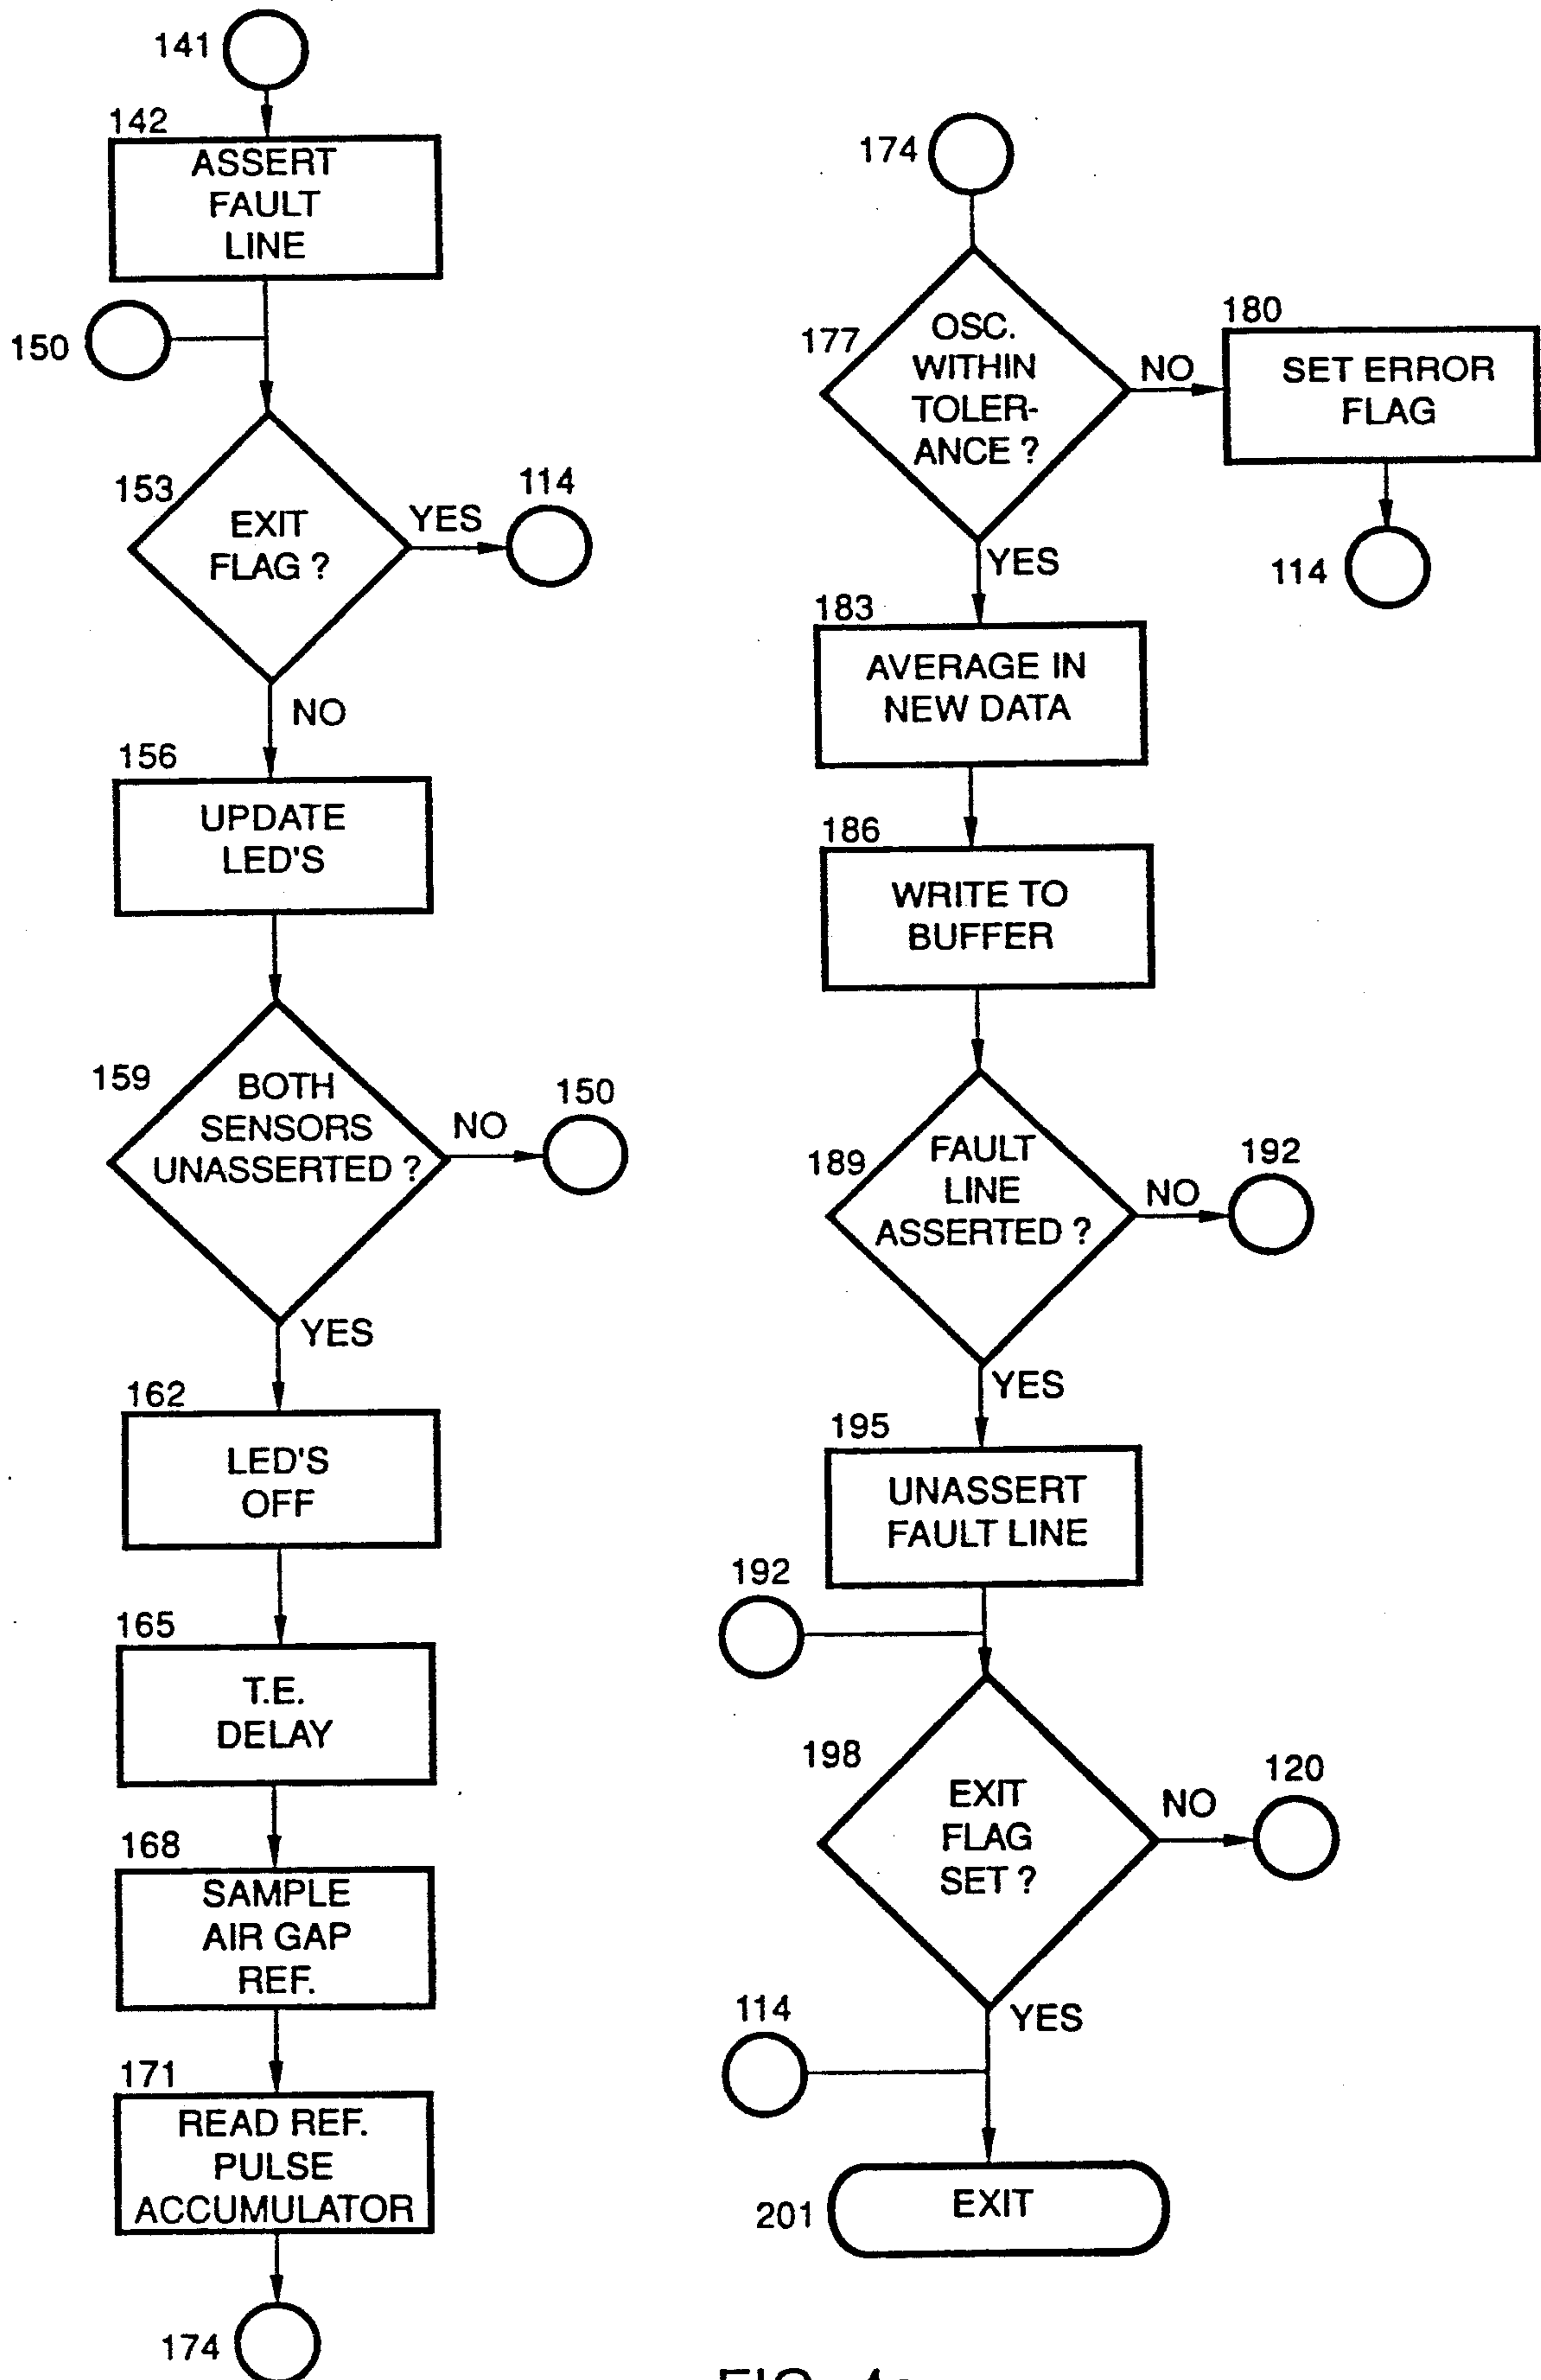 141
142
ASSERT
FAULT
LINE
150
153
EXIT
FLAG ?
YES
114
NO
156
UPDATE
LED'S
159
BOTH
SENSORS
UNASSERTED ?
NO
150
YES
162
LED'S
OFF
165
T.E.
DELAY
168
SAMPLE
AIR GAP
REF.
171
READ REF.
PULSE
ACCUMULATOR
174
174
177
OSC.
WITHIN
TOLER-
ANCE ?
NO
180
SET ERROR
FLAG
114
YES
183
AVERAGE IN
NEW DATA
186
WRITE TO
BUFFER
189
FAULT
LINE
ASSERTED ?
NO
192
YES
195
UNASSERT
FAULT LINE
192
198
EXIT
FLAG
SET ?
NO
120
YES
114
201
EXIT